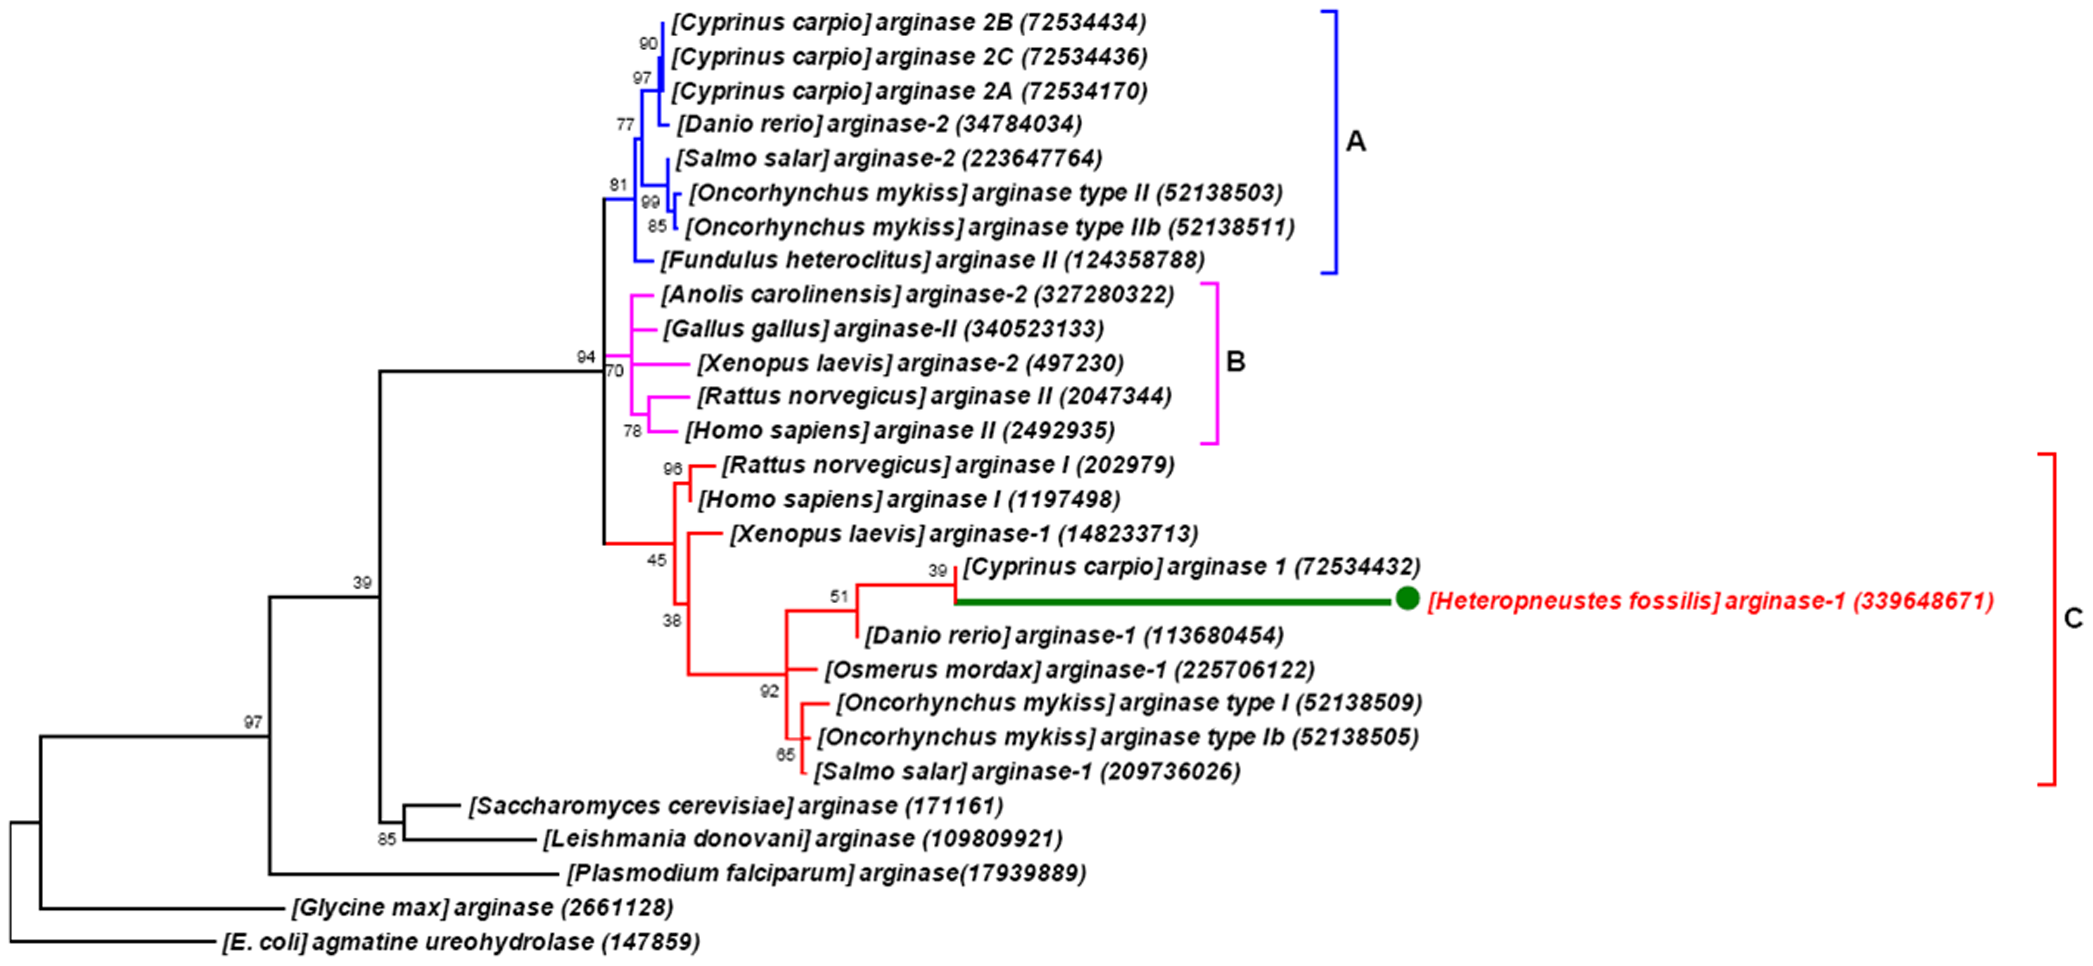 [Cyprinus carpio] arginase 2B (72534434)
90
[Cyprinus carpio] arginase 2C (72534436)
97
[Cyprinus carpio] arginase 2A (72534170)
77
[Danio rerio] arginase-2 (34784034)
A
[Salmo salar] arginase-2 (223647764)
81
[Oncorhynchus mykiss] arginase type II (52138503)
99
85
[Oncorhynchus mykiss] arginase type IIb (52138511)
[Fundulus heteroclitus] arginase II (124358788)
[Anolis carolinensis] arginase-2 (327280322)
[Gallus gallus] arginase-II (340523133)
94
70
[Xenopus laevis] arginase-2 (497230)
B
[Rattus norvegicus] arginase II (2047344)
78
[Homo sapiens] arginase II (2492935)
96
[Rattus norvegicus] arginase I (202979)
[Homo sapiens] arginase I (1197498)
[Xenopus laevis] arginase-1 (148233713)
45
39
[Cyprinus carpio] arginase 1 (72534432)
39
51
[Heteropneustes fossilis] arginase-1 (339648671)
38
C
[Danio rerio] arginase-1 (113680454)
[Osmerus mordax] arginase-1 (225706122)
92
[Oncorhynchus mykiss] arginase type I (52138509)
97
[Oncorhynchus mykiss] arginase type Ib (52138505)
65
[Salmo salar] arginase-1 (209736026)
[Saccharomyces cerevisiae] arginase (171161)
85
[Leishmania donovani] arginase (109809921)
[Plasmodium falciparum] arginase(17939889)
[Glycine max] arginase (2661128)
[E. coli] agmatine ureohydrolase (147859)